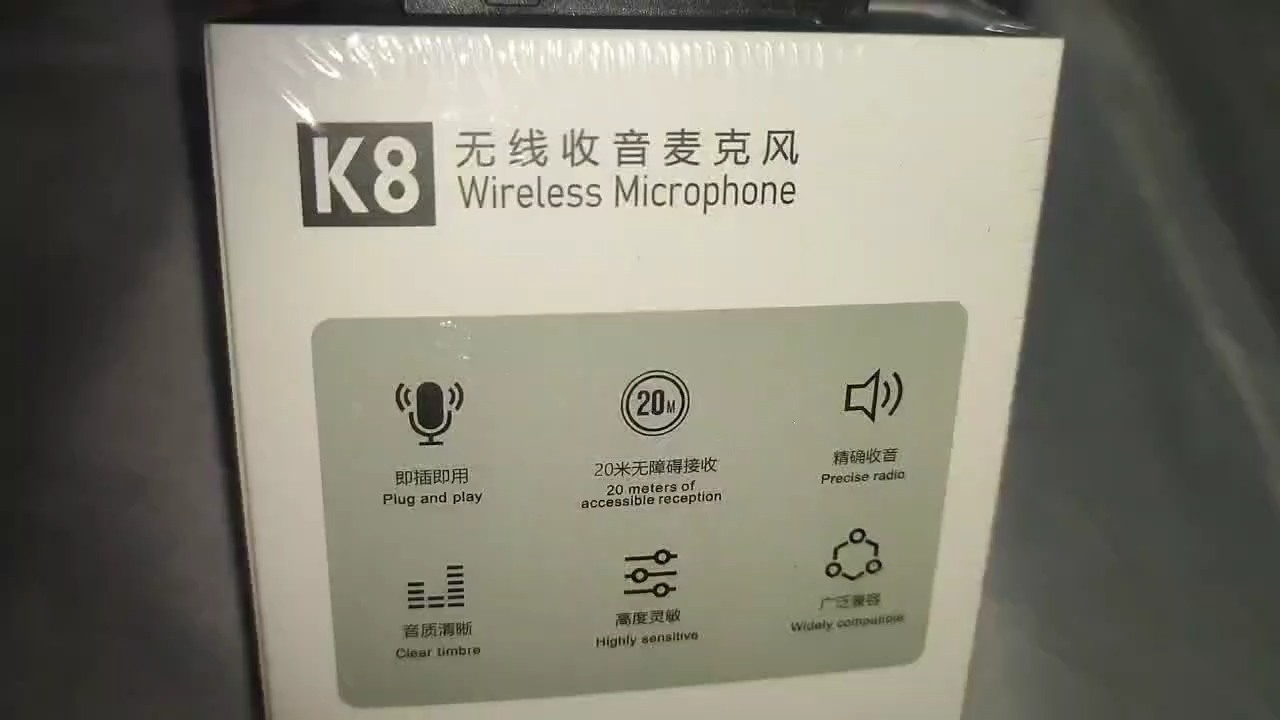 K8
无线收音麦克风
Wireless Microphone
20M
即插即用
Plug and play
20米无障碍接收
20 meters of
accessible reception
精确收音
Precise radio
音质清晰
Clear timbre
高度灵敏
Highly sensitive
广泛兼容
Widely compatible